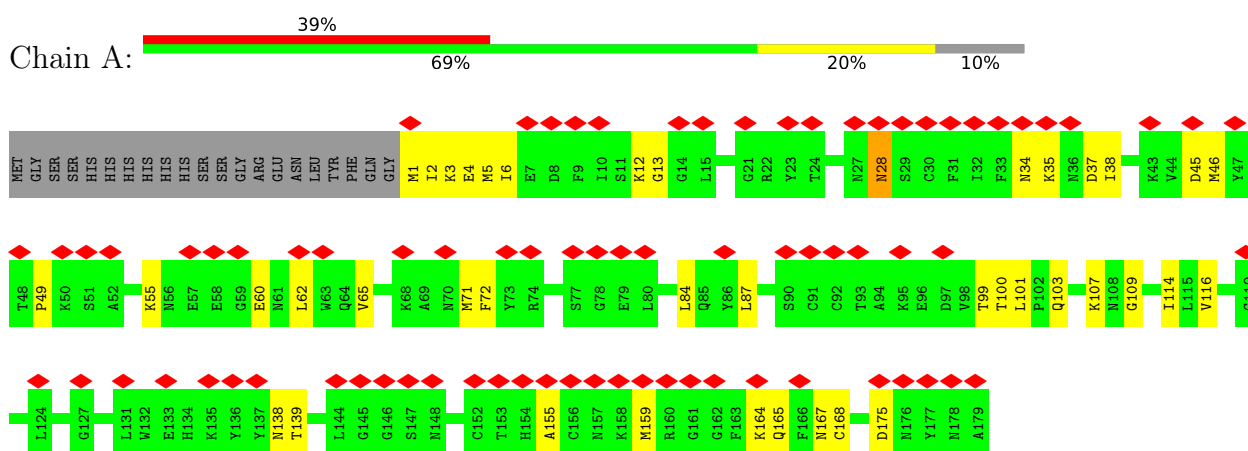 39%
Chain A:
69% 20% 10%
MET GLY SER SER HIS HIS HIS HIS HIS HIS SER SER GLY ARG GLU ASN LEU TYR PHE GLN GLY M1 I2 K3 E4 M5 I6 E7 D8 F9 I10 S11 K12 G13 G14 L15 G21 R22 Y23 T24 N27 N28 S29 C30 F31 I32 F33 N34 K35 N36 D37 I38 K43 V44 D45 M46 Y47
T48 P49 K50 S51 A52 K55 N56 E57 E58 G59 E60 N61 L62 W63 Q64 V65 K68 A69 N70 M71 F72 Y73 R74 S77 G78 E79 L80 L84 Q85 Y86 L87 S90 C91 C92 T93 A94 K95 E96 D97 V98 T99 T100 L101 P102 Q103 K107 N108 G109 I114 L115 V116
L124 G127 L131 W132 E133 H134 K135 Y136 Y137 N138 T139 L144 G145 G146 S147 N148 C152 T153 H154 A155 C156 N157 K158 M159 R160 G161 G162 F163 K164 Q165 F166 N167 C168 D175 N176 Y177 N178 A179